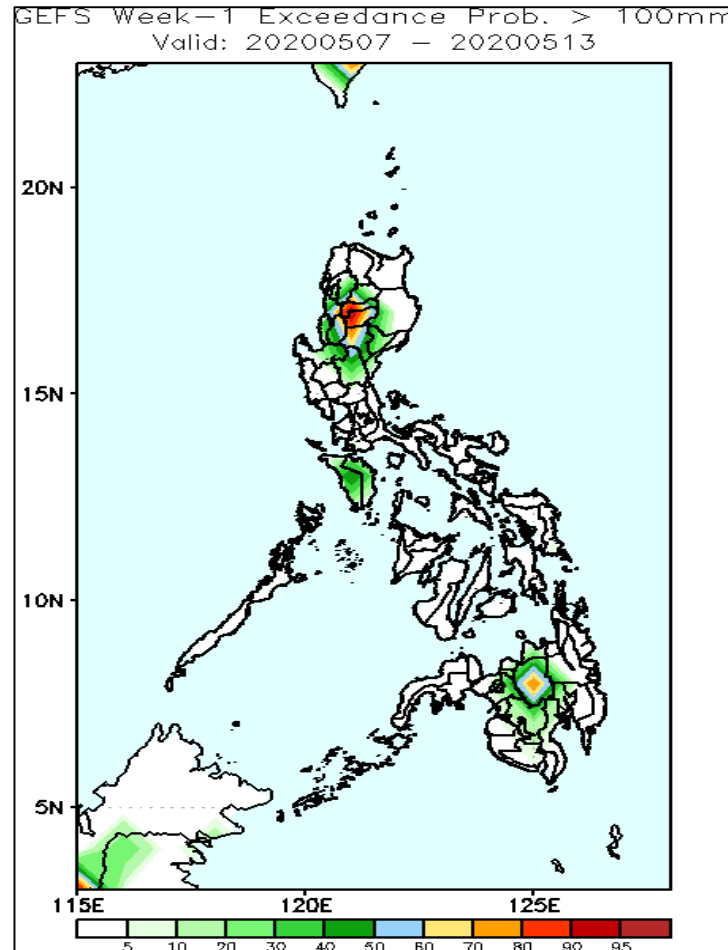 GEFS Week-1 Exceedance Prob. > 100mm
Valid: 20200507 - 20200513
20N
15N
10N
5N
115E 120E 125E
5 10 20 30 40 50 60 70 80 90 95